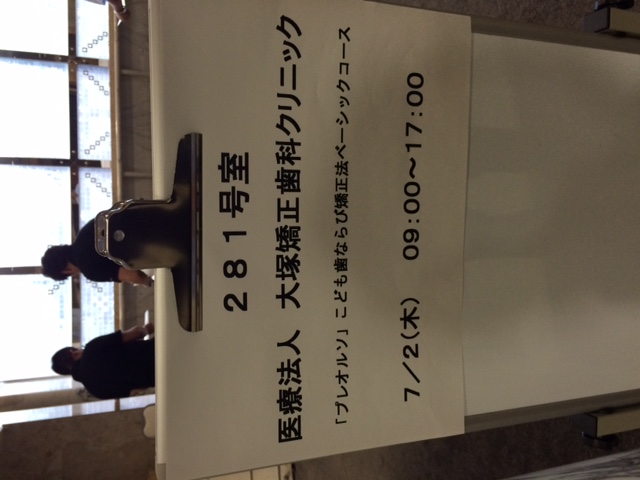 ２８１号室
医療法人　大塚矯正歯科クリニック
「プレオルソ」こども歯ならび矯正法ベーシックコース
７／２（木）　０９：００～１７：００